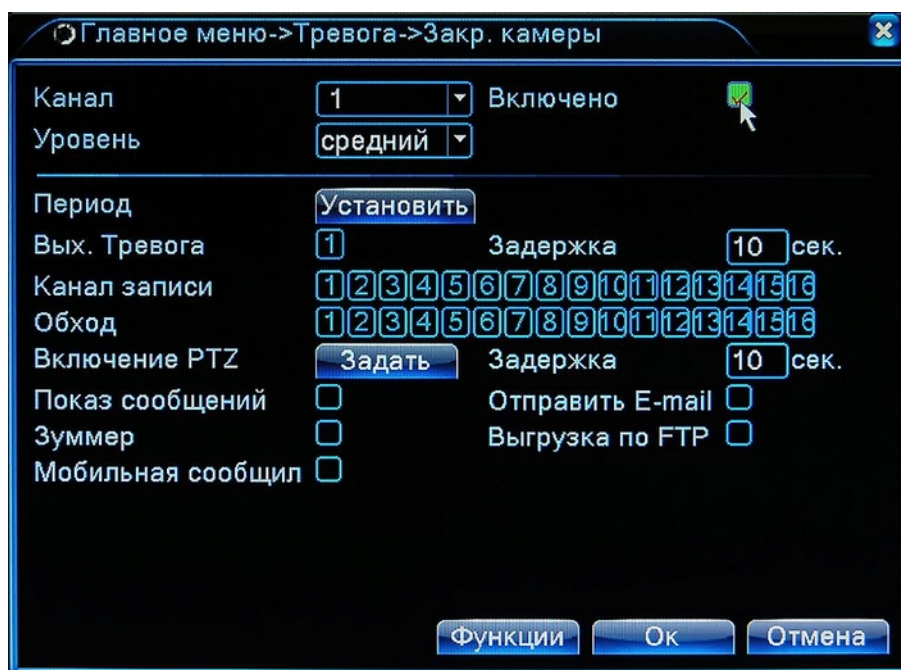 Главное меню->Тревога->Закр. камеры
Канал 1 Включено
Уровень средний
Период Установить
Вых. Тревога 1 Задержка 10 сек.
Канал записи 1 2 3 4 5 6 7 8 9 10 11 12 13 14 15 16
Обход 1 2 3 4 5 6 7 8 9 10 11 12 13 14 15 16
Включение PTZ Задать Задержка 10 сек.
Показ сообщений Отправить E-mail
Зуммер Выгрузка по FTP
Мобильная сообщил
Функции Ок Отмена